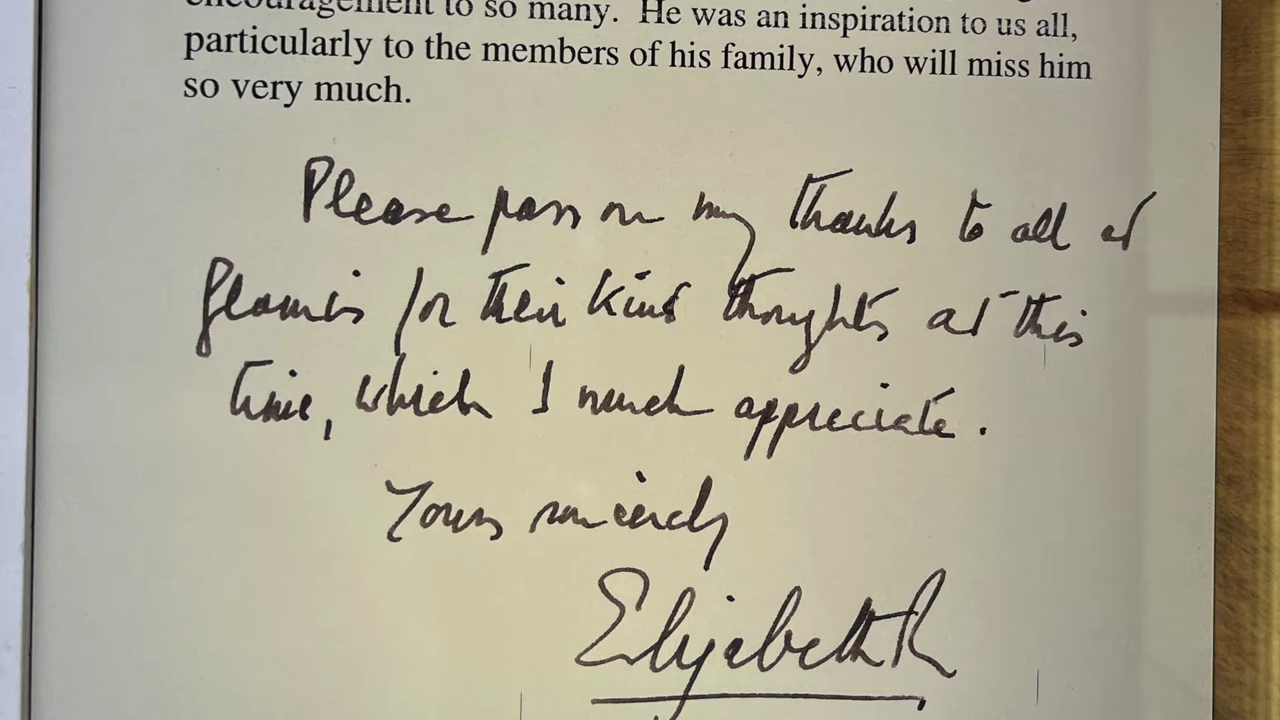 encouragement to so many. He was an inspiration to us all,
particularly to the members of his family, who will miss him
so very much.
Please pass on my thanks to all at
Glamis for their kind thoughts at this
time, which I much appreciate.
Yours sincerely
Elizabeth R